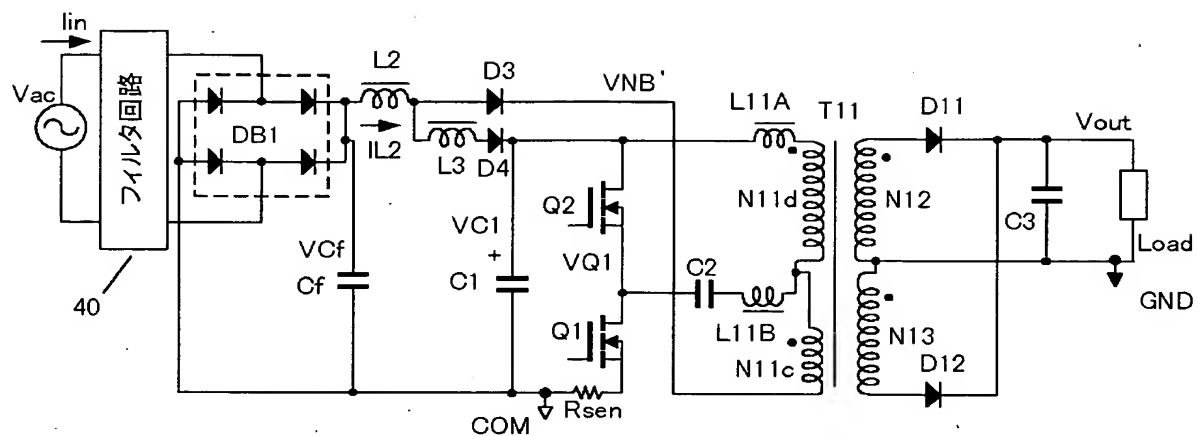 Iin
Vac
フィルタ回路
40
DB1
L2
IL2
L3
D3
D4
VNB'
VCf
Cf
VC1
+
C1
Q2
VQ1
Q1
Rsen
COM
C2
L11A
L11B
N11d
N11c
T11
N12
N13
D11
D12
C3
Vout
Load
GND